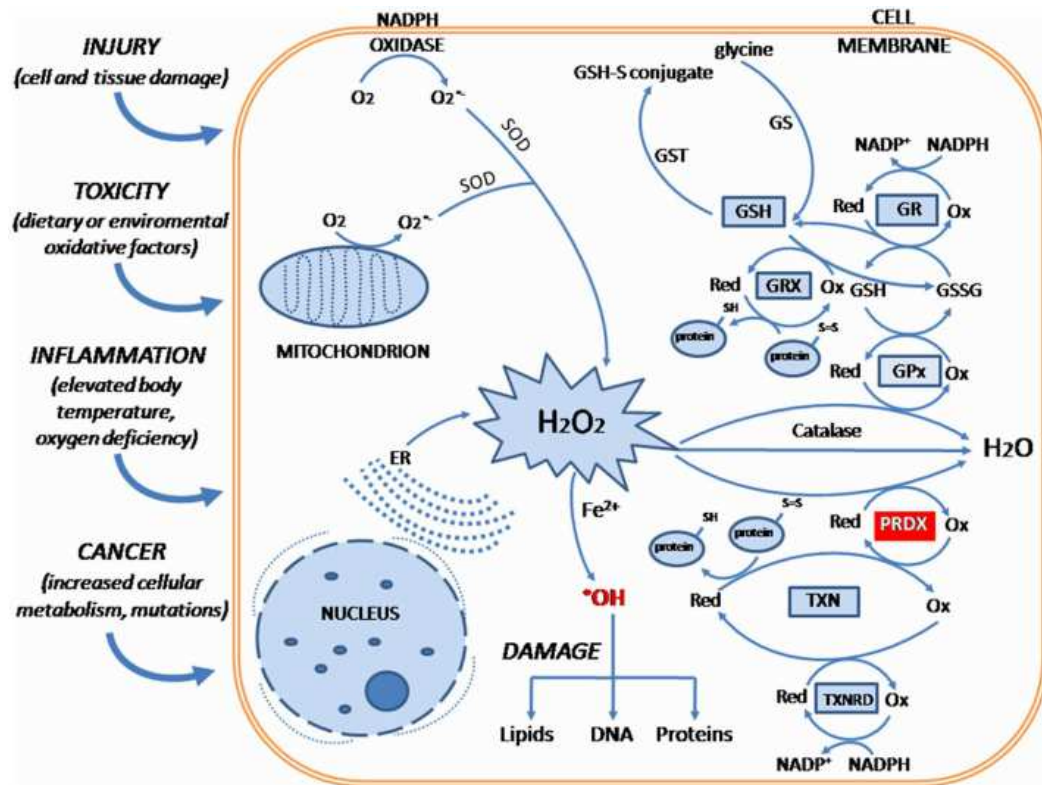 INJURY
(cell and tissue damage)
TOXICITY
(dietary or enviromental
oxidative factors)
INFLAMMATION
(elevated body
temperature,
oxygen deficiency)
CANCER
(increased cellular
metabolism, mutations)
NADPH
OXIDASE
O2
O2•-
SOD
SOD
O2
O2•-
MITOCHONDRION
ER
NUCLEUS
H2O2
Fe2+
•OH
DAMAGE
Lipids
DNA
Proteins
CELL
MEMBRANE
glycine
GSH-S conjugate
GS
GST
GSH
NADP+
NADPH
Red
GR
Ox
Red
GRX
Ox
GSH
GSSG
SH
protein
S=S
protein
Red
GPx
Ox
Catalase
H2O
Red
PRDX
Ox
SH
protein
S=S
protein
Red
TXN
Ox
Red
TXNRD
Ox
NADP+
NADPH